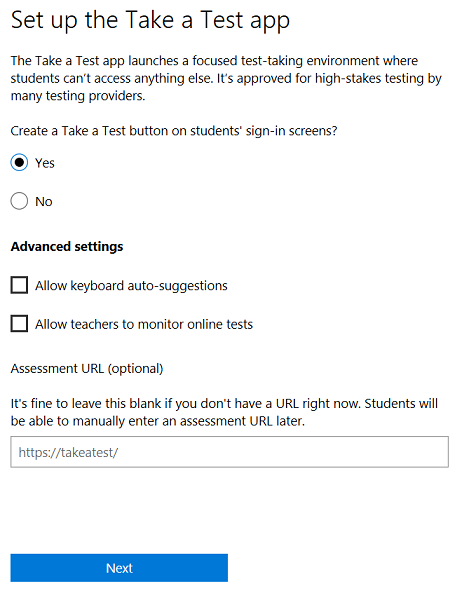 Set up the Take a Test app
The Take a Test app launches a focused test-taking environment where
students can't access anything else. It's approved for high-stakes testing by
many testing providers.
Create a Take a Test button on students' sign-in screens?
Yes
No
Advanced settings
Allow keyboard auto-suggestions
Allow teachers to monitor online tests
Assessment URL (optional)
It's fine to leave this blank if you don't have a URL right now. Students will
be able to manually enter an assessment URL later.
https://takeatest/
Next